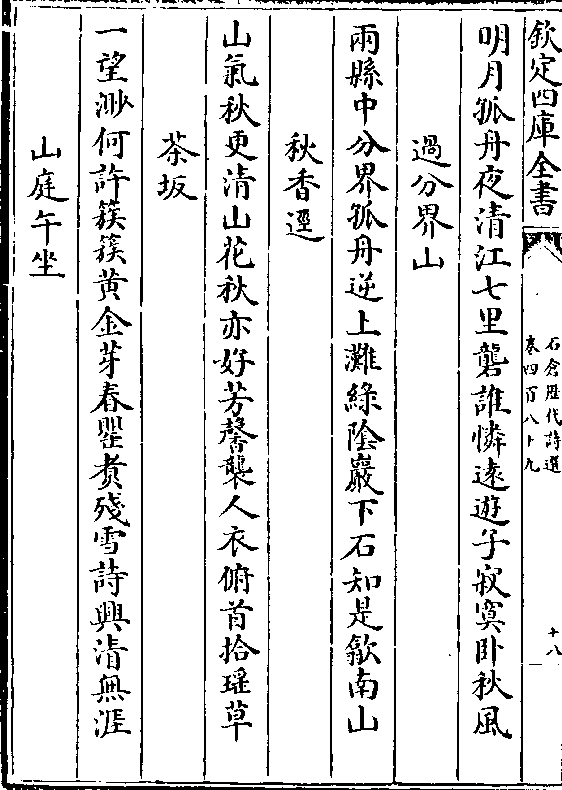 欽定四庫全書
石倉歴代詩選
卷四百八十九
十八
明月孤舟夜清江七里礱誰憐遠遊子寂寞卧秋風
過分界山
兩縣中分界孤舟逆上灘綠陰巖下石知是歙南山
秋香逕
山氣秋更清山花秋亦好芳馨襲人衣俯首拾瑶草
茶坂
一望渺何許簇簇黄金芽春罌煮殘雪詩興清無涯
山庭午坐